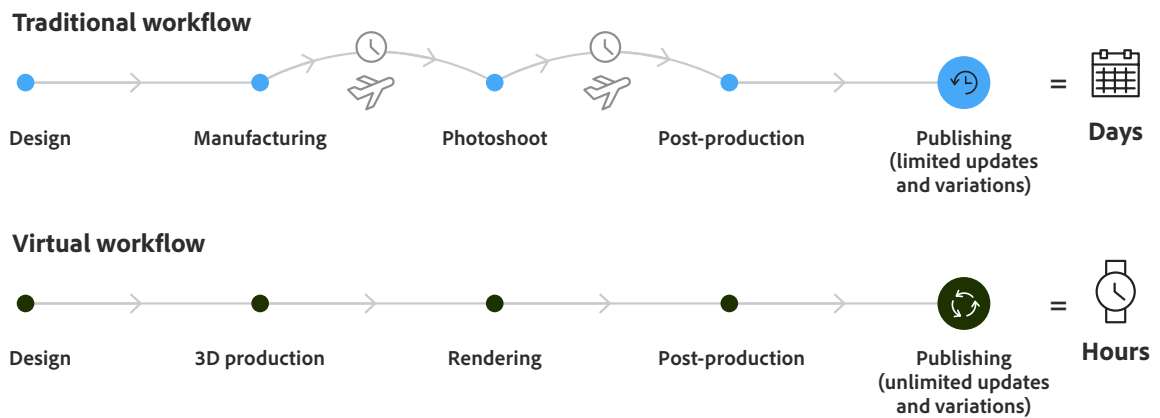 Traditional workflow
Design
Manufacturing
Photoshoot
Post-production
Publishing
(limited updates
and variations)
=
Days
Virtual workflow
Design
3D production
Rendering
Post-production
Publishing
(unlimited updates
and variations)
=
Hours